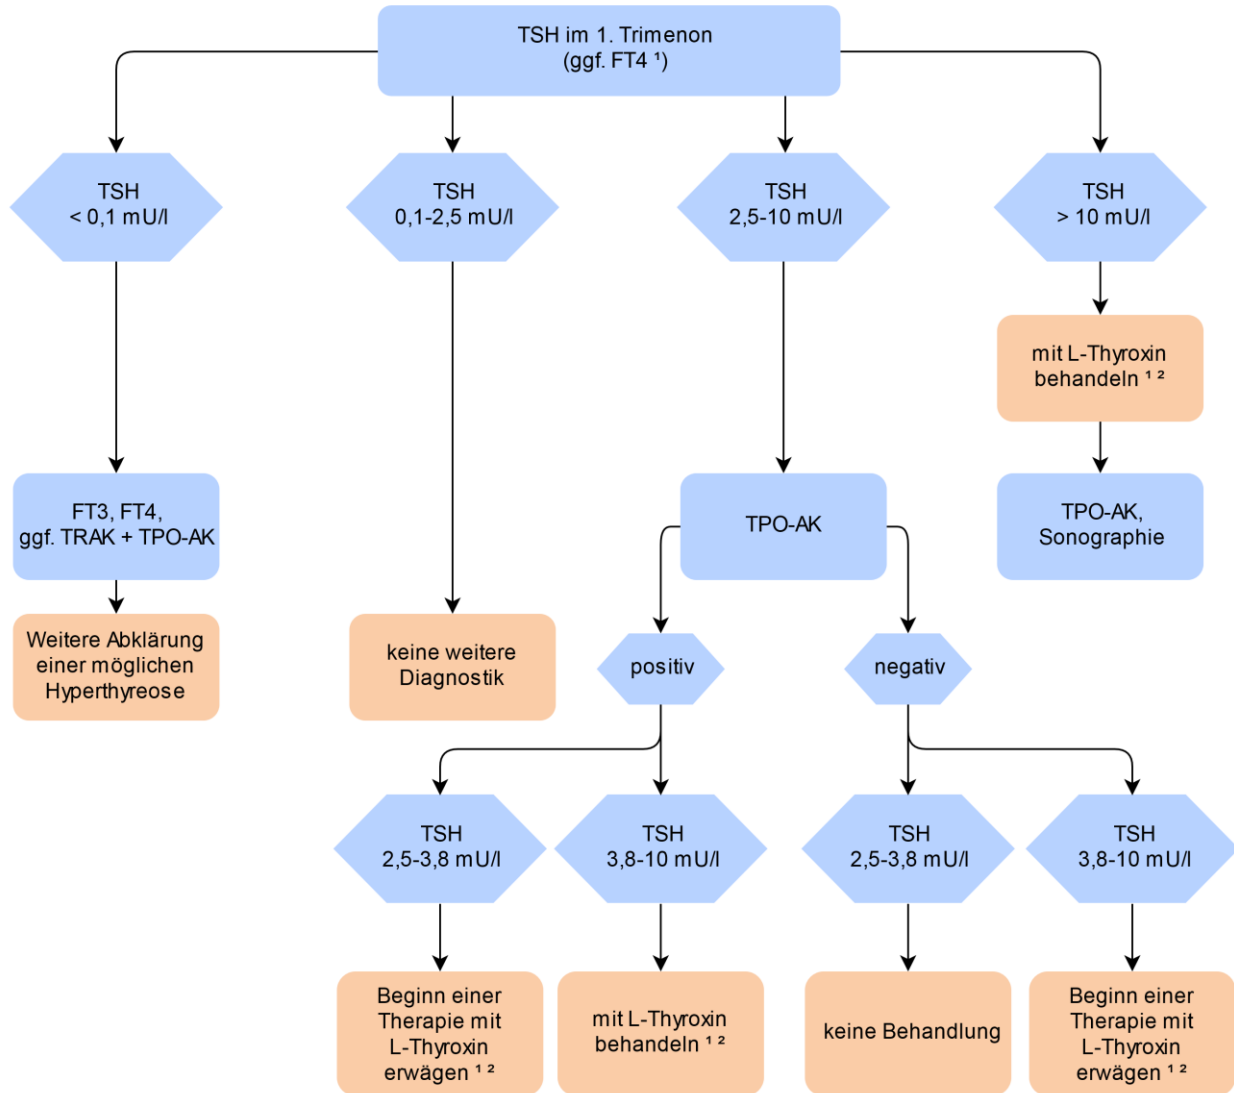 TSH im 1. Trimenon
(ggf. FT4 ¹)
TSH
< 0,1 mU/l
TSH
0,1-2,5 mU/l
TSH
2,5-10 mU/l
TSH
> 10 mU/l
mit L-Thyroxin
behandeln ¹ ²
FT3, FT4,
ggf. TRAK + TPO-AK
TPO-AK
TPO-AK,
Sonographie
Weitere Abklärung
einer möglichen
Hyperthyreose
keine weitere
Diagnostik
positiv
negativ
TSH
2,5-3,8 mU/l
TSH
3,8-10 mU/l
TSH
2,5-3,8 mU/l
TSH
3,8-10 mU/l
Beginn einer
Therapie mit
L-Thyroxin
erwägen ¹ ²
mit L-Thyroxin
behandeln ¹ ²
keine Behandlung
Beginn einer
Therapie mit
L-Thyroxin
erwägen ¹ ²